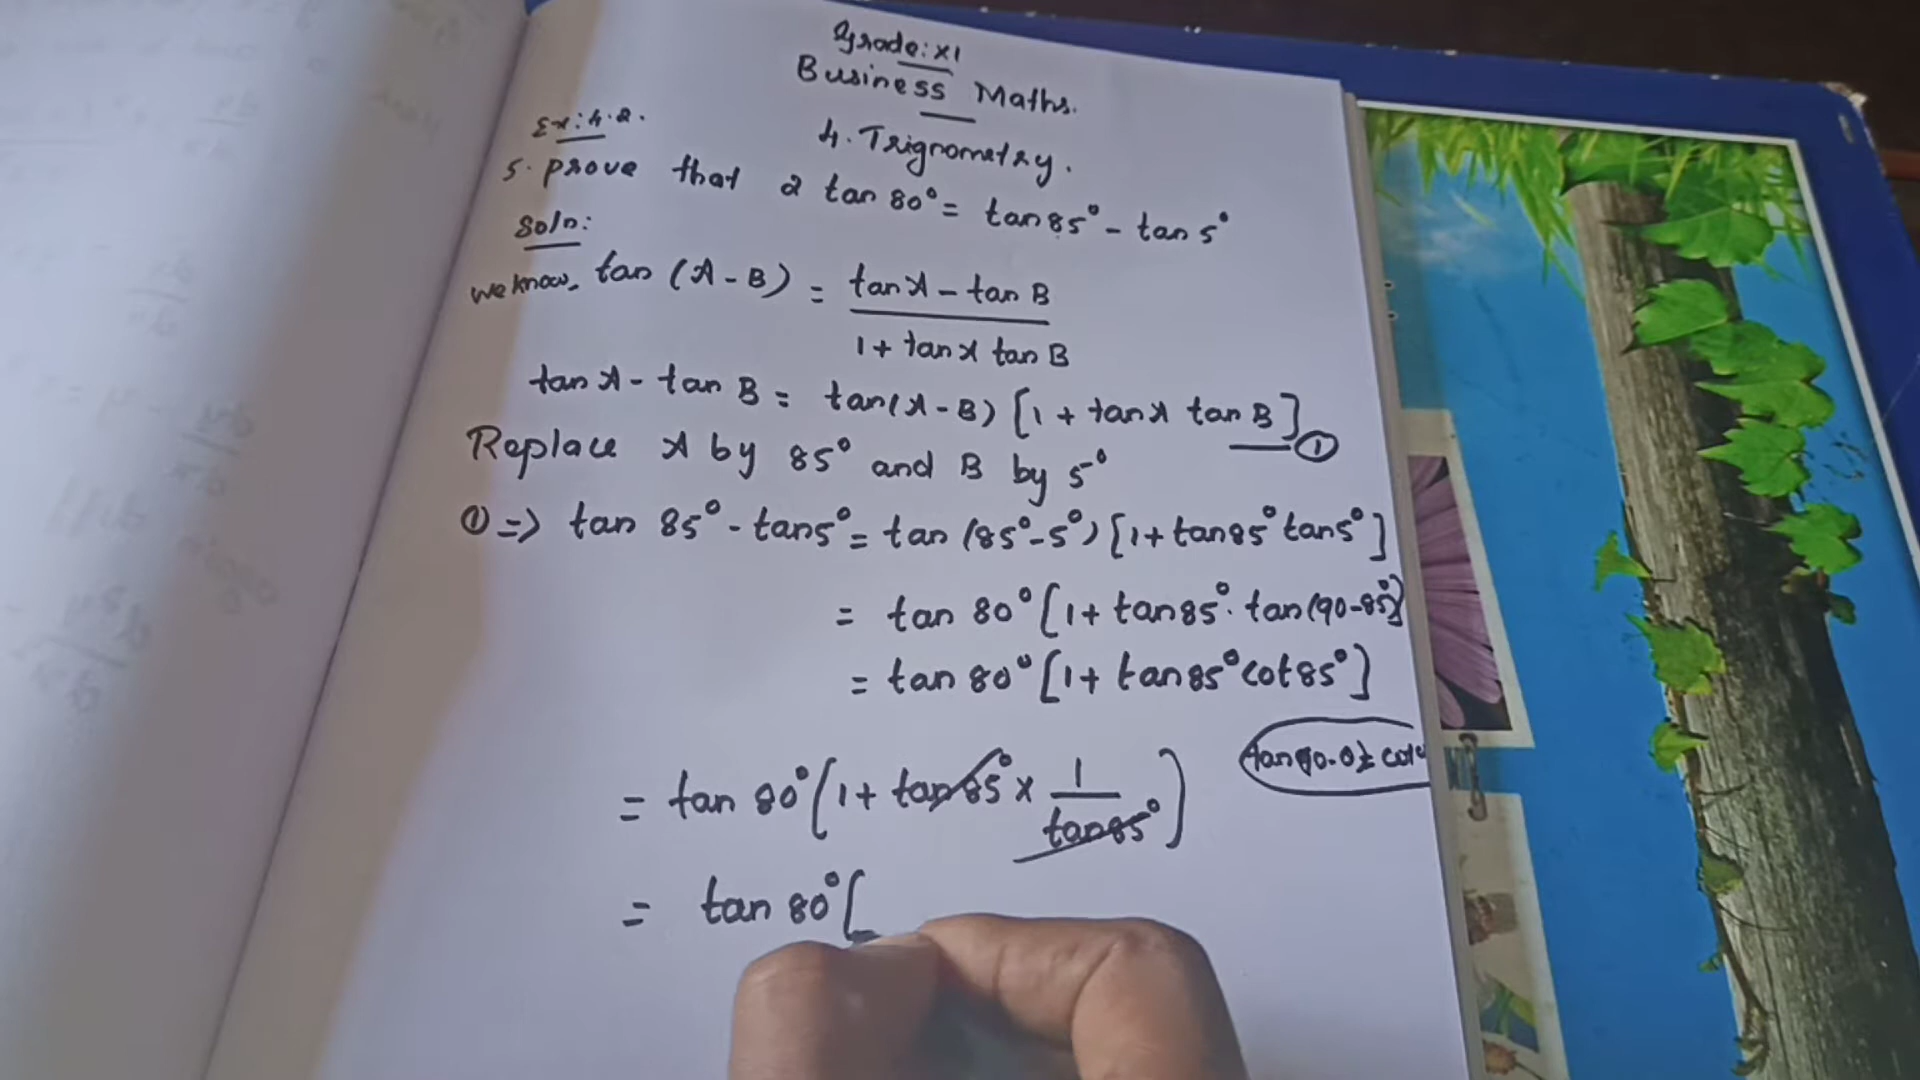 Grade: XI
Business Maths.
Ex: 4.2.
4. Trignometry.
5. Prove that 2 tan 80° = tan 85° - tan 5°
Soln:
We know, tan (A - B) = tan A - tan B / 1 + tan A tan B
tan A - tan B = tan (A - B) [1 + tan A tan B] ①
Replace A by 85° and B by 5°
① => tan 85° - tan 5° = tan (85° - 5°) [1 + tan 85° tan 5°]
= tan 80° [1 + tan 85°. tan (90 - 85°)]
= tan 80° [1 + tan 85° cot 85°]
tan 90-θ = cot
= tan 80° [1 + tan 85° x 1 / tan 85°]
= tan 80° [